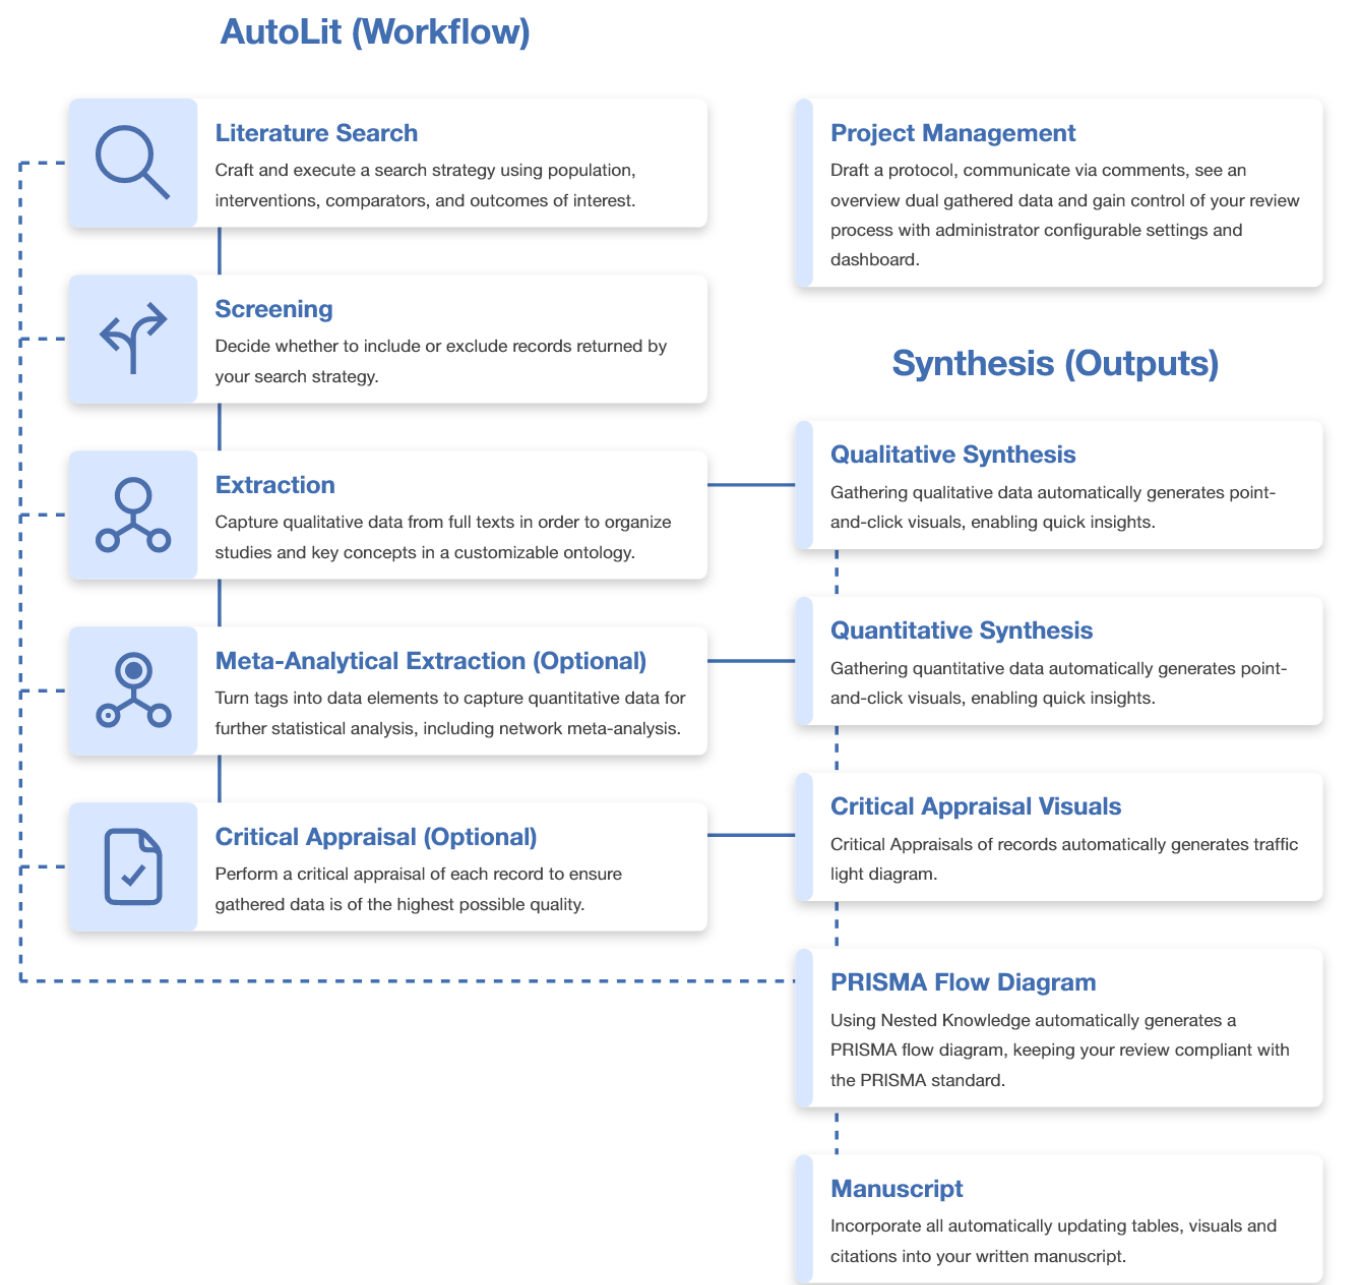 AutoLit (Workflow)
Literature Search
Craft and execute a search strategy using population,
interventions, comparators, and outcomes of interest.
Screening
Decide whether to include or exclude records returned by
your search strategy.
Extraction
Capture qualitative data from full texts in order to organize
studies and key concepts in a customizable ontology.
Meta-Analytical Extraction (Optional)
Turn tags into data elements to capture quantitative data for
further statistical analysis, including network meta-analysis.
Critical Appraisal (Optional)
Perform a critical appraisal of each record to ensure
gathered data is of the highest possible quality.
Project Management
Draft a protocol, communicate via comments, see an
overview dual gathered data and gain control of your review
process with administrator configurable settings and
dashboard.
Synthesis (Outputs)
Qualitative Synthesis
Gathering qualitative data automatically generates point-
and-click visuals, enabling quick insights.
Quantitative Synthesis
Gathering quantitative data automatically generates point-
and-click visuals, enabling quick insights.
Critical Appraisal Visuals
Critical Appraisals of records automatically generates traffic
light diagram.
PRISMA Flow Diagram
Using Nested Knowledge automatically generates a
PRISMA flow diagram, keeping your review compliant with
the PRISMA standard.
Manuscript
Incorporate all automatically updating tables, visuals and
citations into your written manuscript.